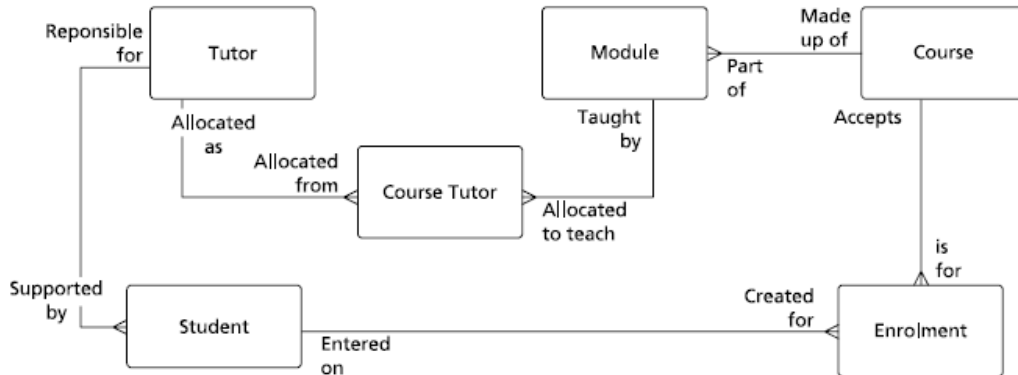 Reponsible
for
Tutor
Module
Made
up of
Course
Part
of
Allocated
as
Taught
by
Accepts
Allocated
from
Course Tutor
Allocated
to teach
is
for
Supported
by
Student
Entered
on
Created
for
Enrolment